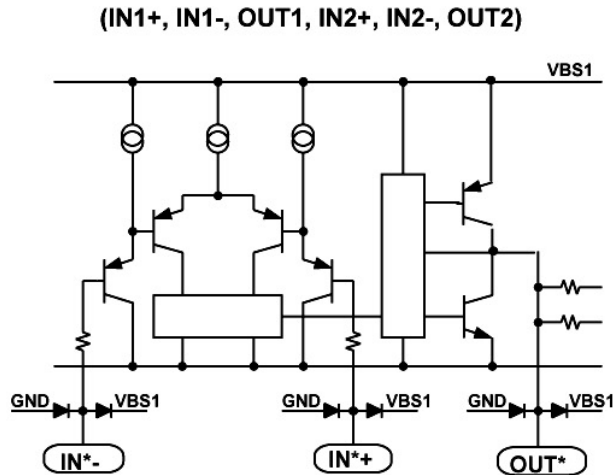 (IN1+, IN1-, OUT1, IN2+, IN2-, OUT2)
VBS1
GND VBS1 GND VBS1 GND VBS1
IN*- IN*+ OUT*